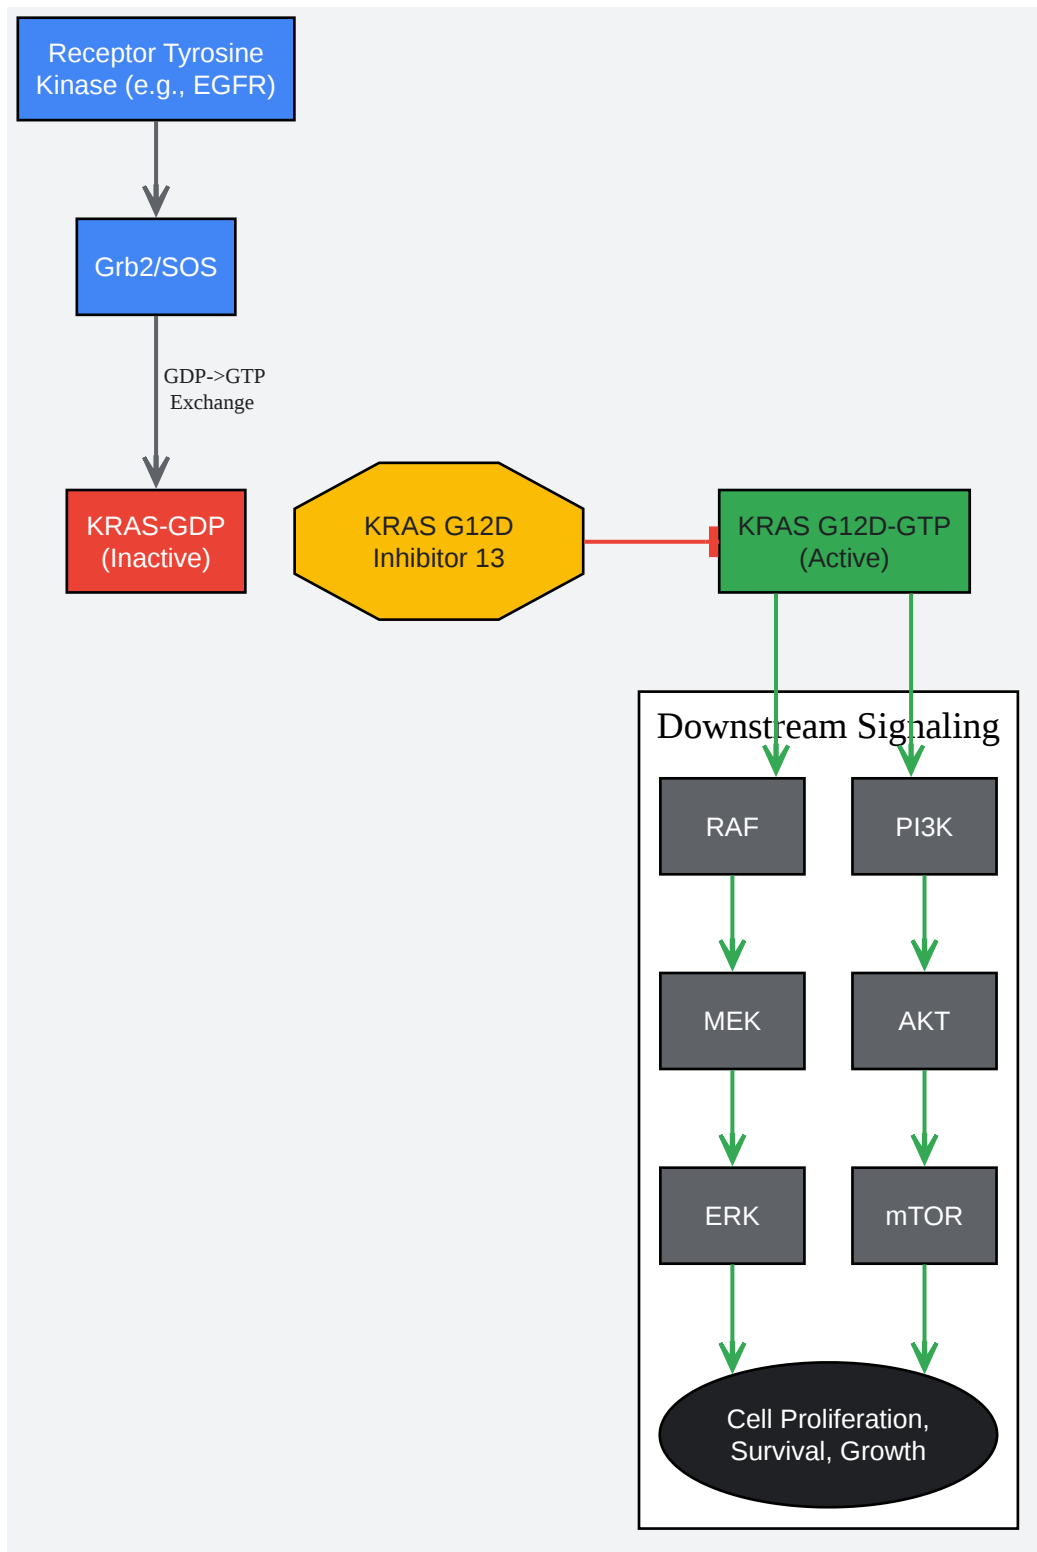 Receptor Tyrosine
Kinase (e.g., EGFR)
Grb2/SOS
GDP->GTP
Exchange
KRAS-GDP
(Inactive)
KRAS G12D
Inhibitor 13
KRAS G12D-GTP
(Active)
Downstream Signaling
RAF
PI3K
MEK
AKT
ERK
mTOR
Cell Proliferation,
Survival, Growth